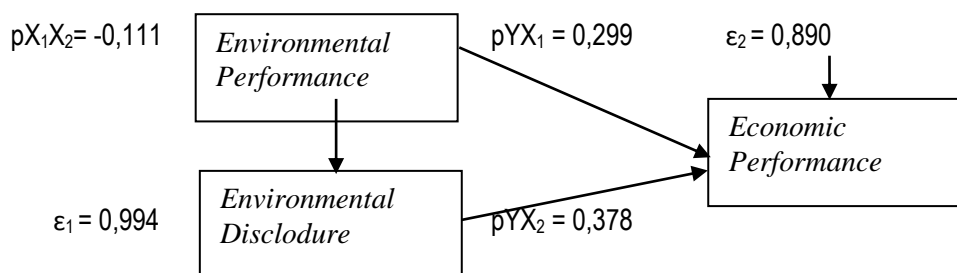 pX₁X₂= -0,111
Environmental
Performance
pYX₁ = 0,299
ε₂ = 0,890
Economic
Performance
ε₁ = 0,994
Environmental
Disclodure
pYX₂ = 0,378